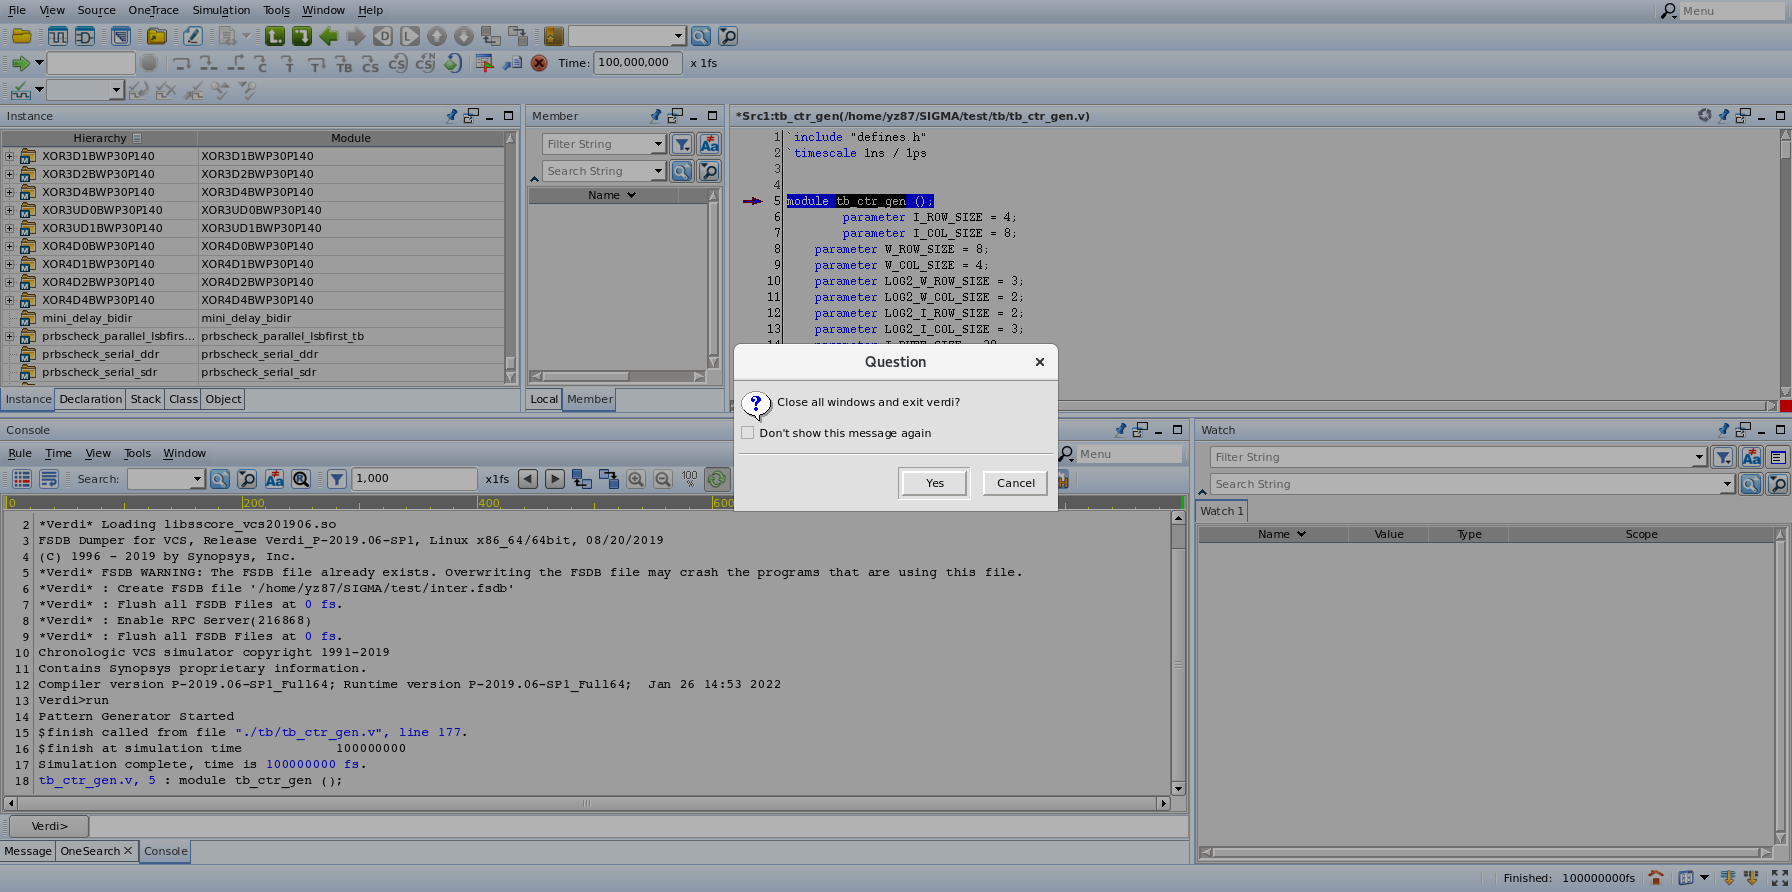 File View Source OneTrace Simulation Tools Window Help
Menu
Time: 100,000,000 x 1fs
Instance
Hierarchy Module
XOR3D1BWP30P140 XOR3D1BWP30P140
XOR3D2BWP30P140 XOR3D2BWP30P140
XOR3D4BWP30P140 XOR3D4BWP30P140
XOR3UD0BWP30P140 XOR3UD0BWP30P140
XOR3UD1BWP30P140 XOR3UD1BWP30P140
XOR4D0BWP30P140 XOR4D0BWP30P140
XOR4D1BWP30P140 XOR4D1BWP30P140
XOR4D2BWP30P140 XOR4D2BWP30P140
XOR4D4BWP30P140 XOR4D4BWP30P140
mini_delay_bidir mini_delay_bidir
prbscheck_parallel_lsbfirs... prbscheck_parallel_lsbfirst_tb
prbscheck_serial_ddr prbscheck_serial_ddr
prbscheck_serial_sdr prbscheck_serial_sdr
Instance Declaration Stack Class Object
Member
Filter String
Search String
Name
Local Member
*Src1:tb_ctr_gen(/home/yz87/SIGMA/test/tb/tb_ctr_gen.v)
1 `include "defines.h"
2 `timescale 1ns / 1ps
3
4
5 module tb_ctr_gen ();
6 parameter I_ROW_SIZE = 4;
7 parameter I_COL_SIZE = 8;
8 parameter W_ROW_SIZE = 8;
9 parameter W_COL_SIZE = 4;
10 parameter LOG2_W_ROW_SIZE = 3;
11 parameter LOG2_W_COL_SIZE = 2;
12 parameter LOG2_I_ROW_SIZE = 2;
13 parameter LOG2_I_COL_SIZE = 3;
Question
Close all windows and exit verdi?
Don't show this message again
Yes Cancel
Console
Rule Time View Tools Window
Menu
Search: 1,000 x1fs 100 %
0 200 400 600
2 *Verdi* Loading libsscore_vcs201906.so
3 FSDB Dumper for VCS, Release Verdi_P-2019.06-SP1, Linux x86_64/64bit, 08/20/2019
4 (C) 1996 - 2019 by Synopsys, Inc.
5 *Verdi* FSDB WARNING: The FSDB file already exists. Overwriting the FSDB file may crash the programs that are using this file.
6 *Verdi* : Create FSDB file '/home/yz87/SIGMA/test/inter.fsdb'
7 *Verdi* : Flush all FSDB Files at 0 fs.
8 *Verdi* : Enable RPC Server(216868)
9 *Verdi* : Flush all FSDB Files at 0 fs.
10 Chronologic VCS simulator copyright 1991-2019
11 Contains Synopsys proprietary information.
12 Compiler version P-2019.06-SP1_Full64; Runtime version P-2019.06-SP1_Full64; Jan 26 14:53 2022
13 Verdi>run
14 Pattern Generator Started
15 $finish called from file "./tb/tb_ctr_gen.v", line 177.
16 $finish at simulation time 100000000
17 Simulation complete, time is 100000000 fs.
18 tb_ctr_gen.v, 5 : module tb_ctr_gen ();
Verdi>
Message OneSearch Console
Watch
Filter String
Search String
Watch 1
Name Value Type Scope
Finished: 100000000fs